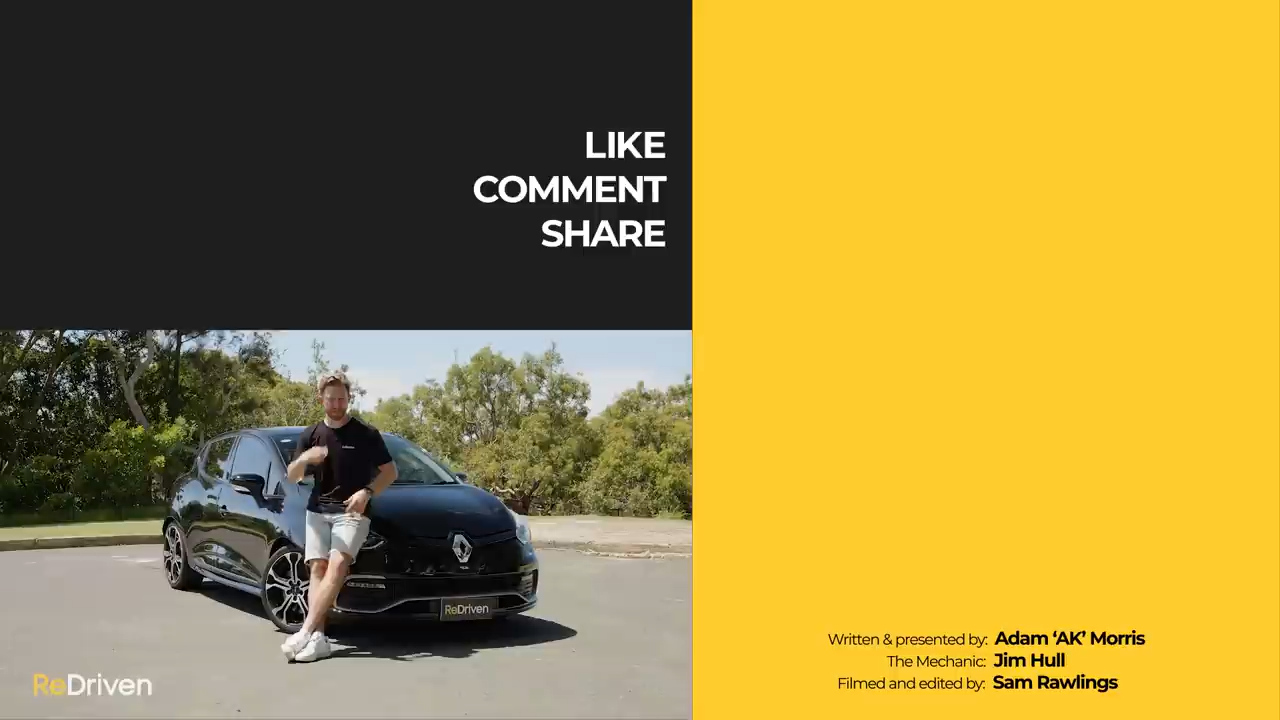 LIKE
COMMENT
SHARE
ReDriven
ReDriven
Written & presented by: Adam ‘AK’ Morris
The Mechanic: Jim Hull
Filmed and edited by: Sam Rawlings